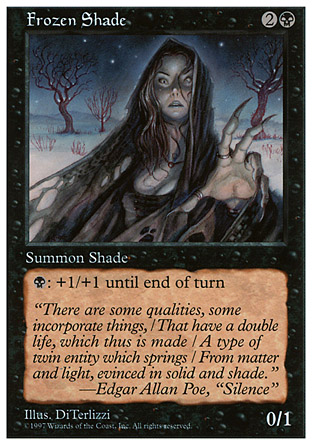 Frozen Shade 2
Summon Shade
: +1/+1 until end of turn
“There are some qualities, some
incorporate things, / That have a double
life, which thus is made / A type of
twin entity which springs / From matter
and light, evinced in solid and shade.”
—Edgar Allan Poe, “Silence”
Illus. DiTerlizzi
©1997 Wizards of the Coast, Inc. All rights reserved.
0/1